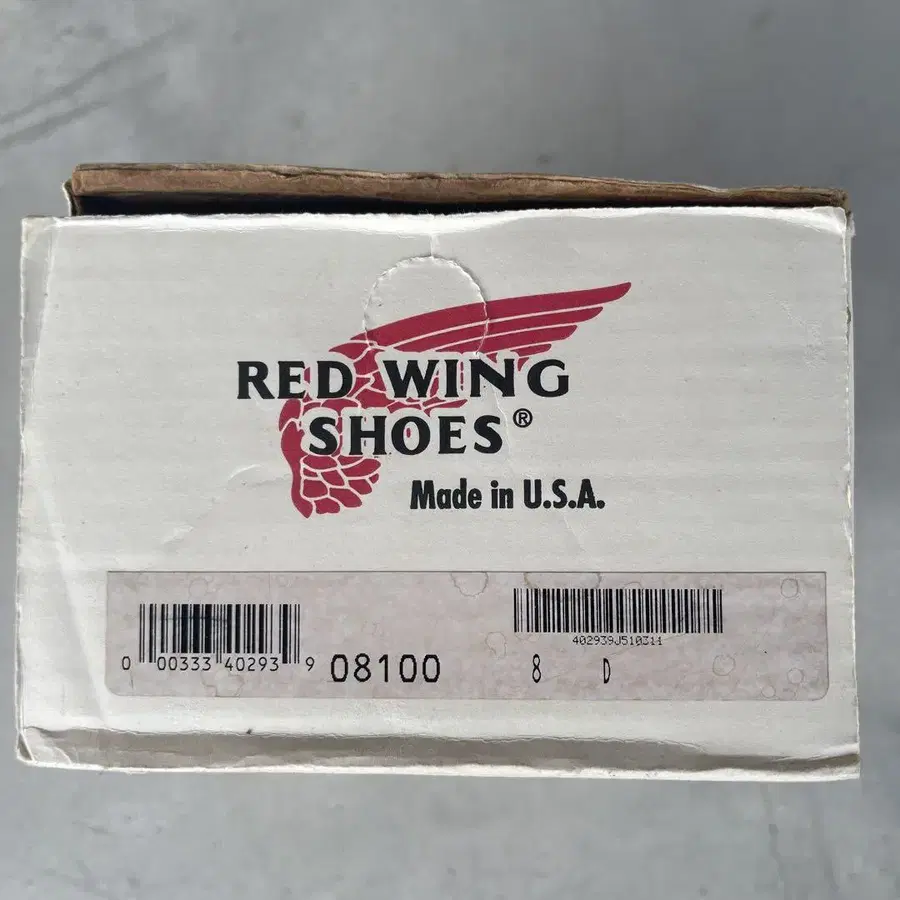 RED WING
SHOES®
Made in U.S.A.
402939J510311
0 00333 40293 9
08100
8 D